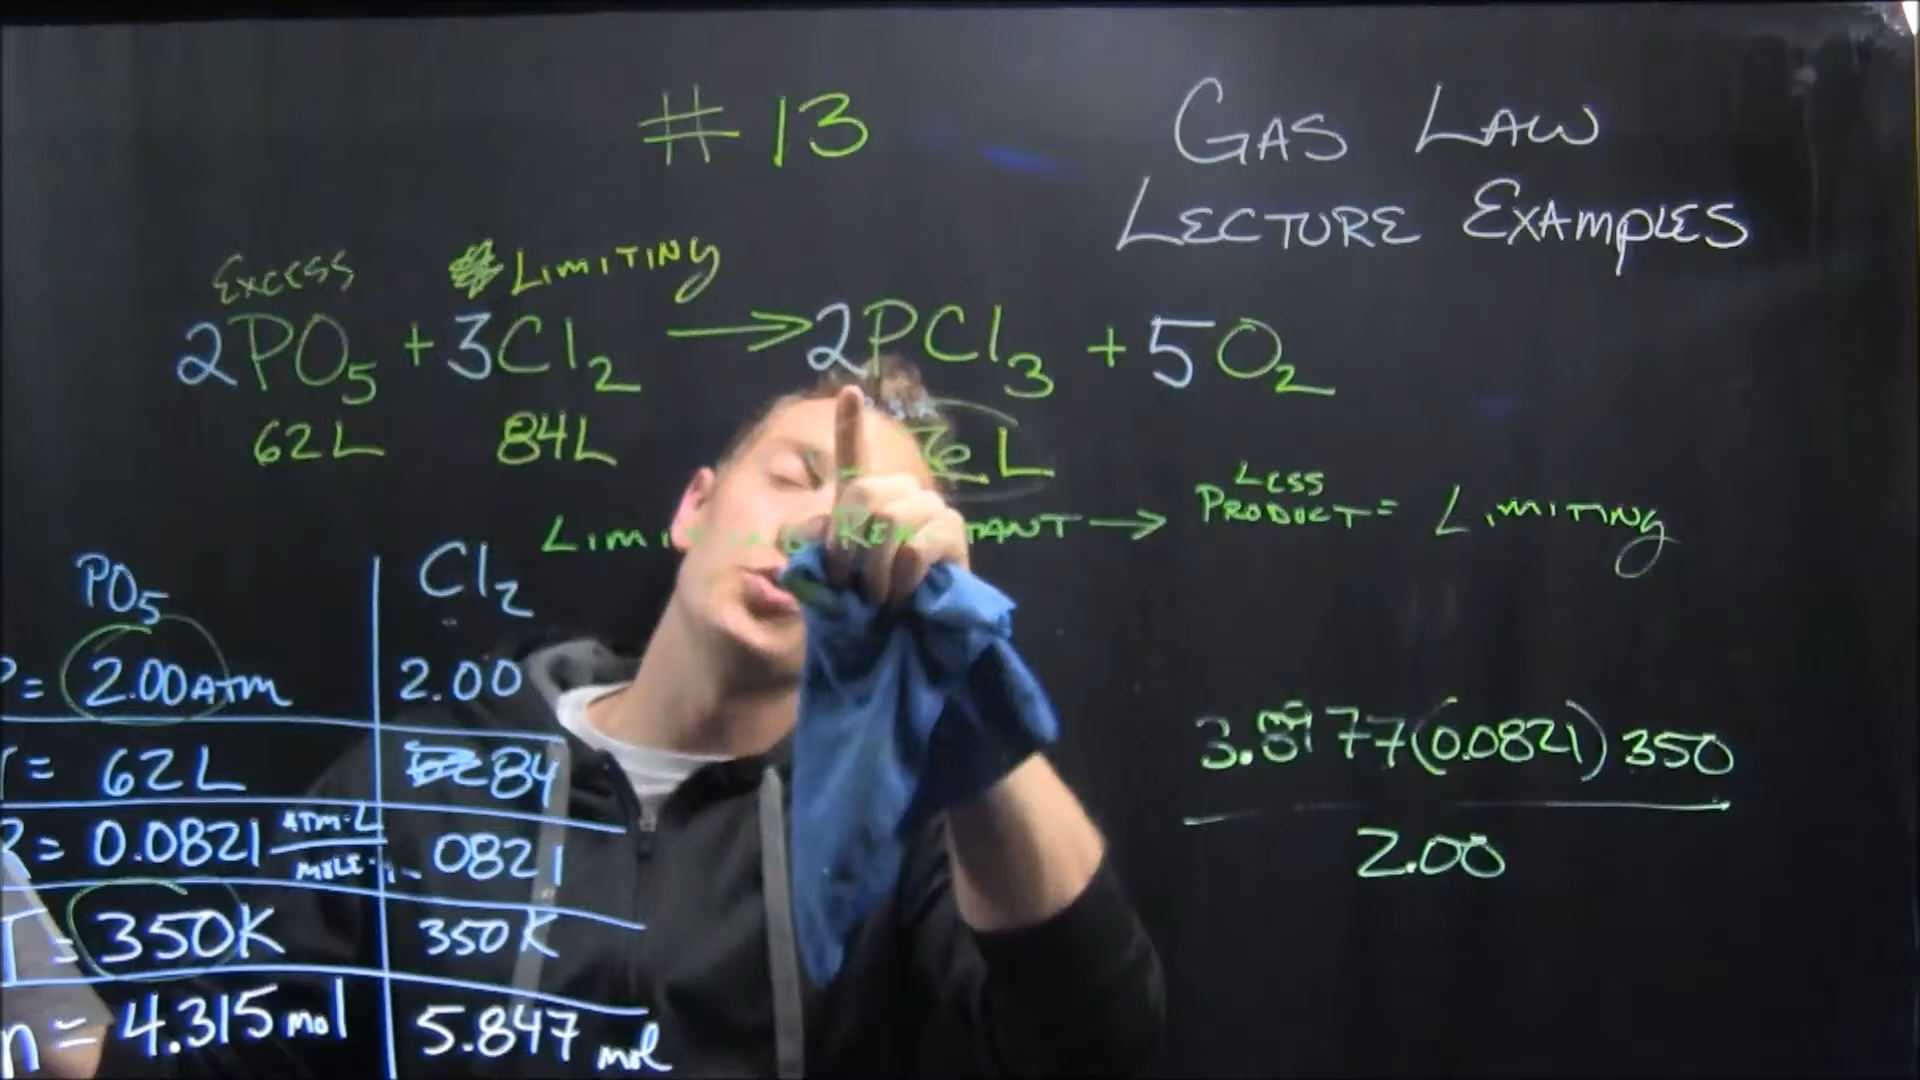 # 13
GAS LAW
LECTURE EXAMPLES
EXCESS LIMITING
2PO5 + 3Cl2 → 2PCl3 + 5O2
62L 84L L
LESS
PRODUCT = LIMITING
→
PO5 Cl2
= 2.00 ATM 2.00
= 62 L 84
= 0.0821 ATM·L .0821
MOLE·
T = 350K 350K
n = 4.315 mol 5.847 mol
(0.0821) 350
2.00